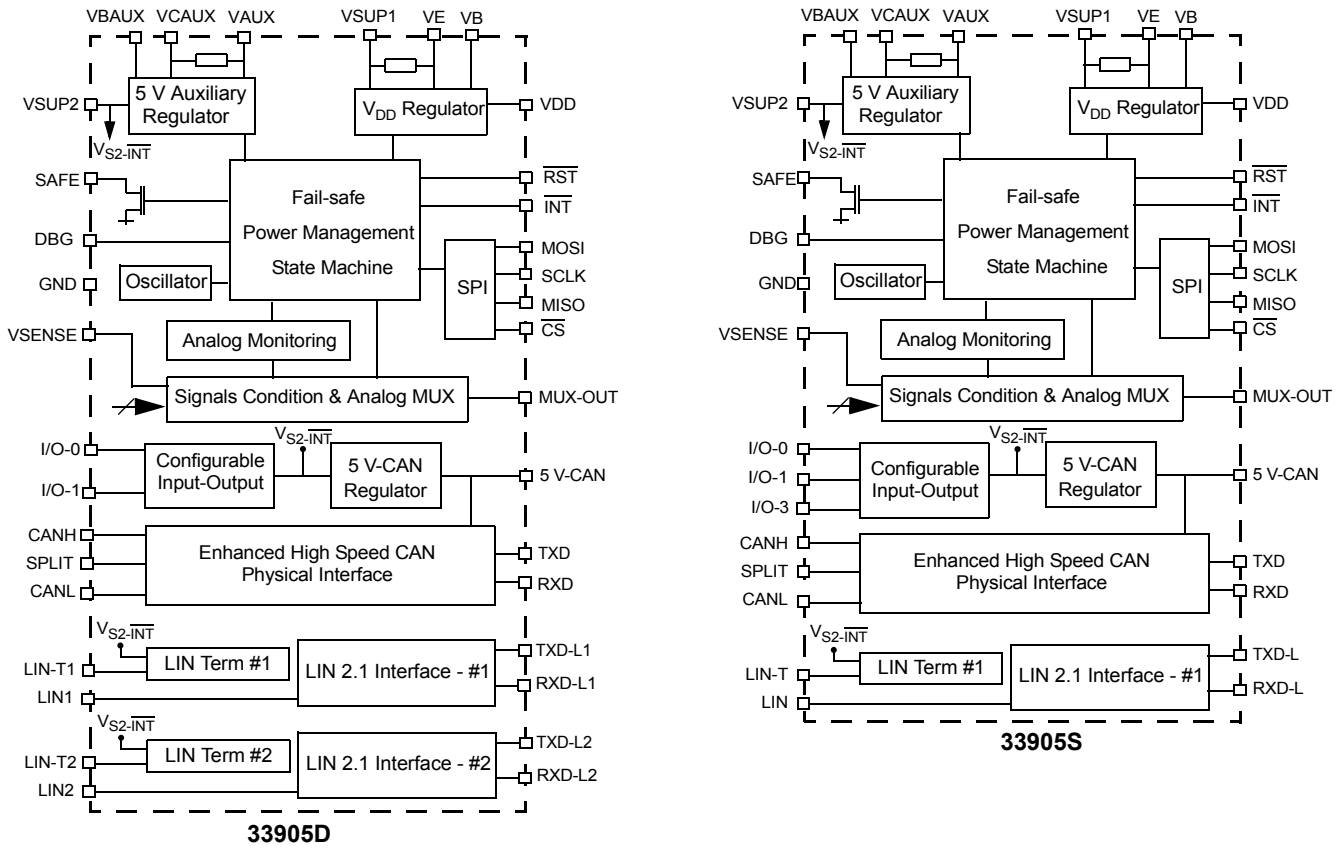 VBAUX VCAUX VAUX VSUP1 VE VB
5 V Auxiliary
Regulator
VDD Regulator
VSUP2
VDD
VS2-INT
SAFE
DBG
GND
VSENSE
Fail-safe
Power Management
State Machine
Oscillator
RST
INT
SPI
MOSI
SCLK
MISO
CS
Analog Monitoring
Signals Condition & Analog MUX
MUX-OUT
I/O-0
I/O-1
Configurable
Input-Output
VS2-INT
5 V-CAN
Regulator
5 V-CAN
CANH
SPLIT
CANL
Enhanced High Speed CAN
Physical Interface
TXD
RXD
VS2-INT
LIN Term #1
LIN-T1
LIN1
LIN 2.1 Interface - #1
TXD-L1
RXD-L1
VS2-INT
LIN Term #2
LIN-T2
LIN2
LIN 2.1 Interface - #2
TXD-L2
RXD-L2
33905D
VBAUX VCAUX VAUX VSUP1 VE VB
5 V Auxiliary
Regulator
VDD Regulator
VSUP2
VDD
VS2-INT
SAFE
DBG
GND
VSENSE
Fail-safe
Power Management
State Machine
Oscillator
RST
INT
SPI
MOSI
SCLK
MISO
CS
Analog Monitoring
Signals Condition & Analog MUX
MUX-OUT
I/O-0
I/O-1
I/O-3
Configurable
Input-Output
VS2-INT
5 V-CAN
Regulator
5 V-CAN
CANH
SPLIT
CANL
Enhanced High Speed CAN
Physical Interface
TXD
RXD
VS2-INT
LIN Term #1
LIN-T
LIN
LIN 2.1 Interface - #1
TXD-L
RXD-L
33905S